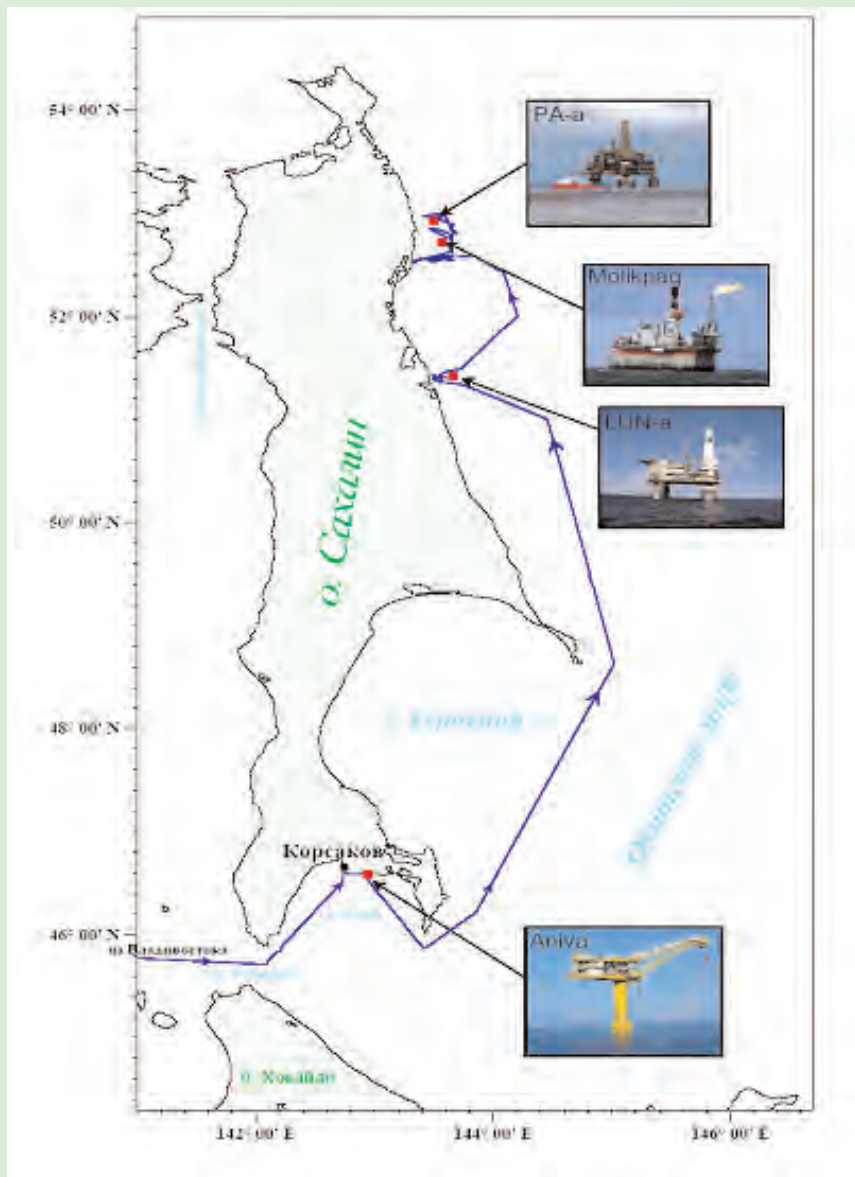 54° 00' N
PA-a
Molikpaq
52° 00' N
LUN-a
о. Сахалин
50° 00' N
48° 00' N
Корсаков
46° 00' N
из Владивостока
Aniva
142° 00' E
144° 00' E
146° 00' E